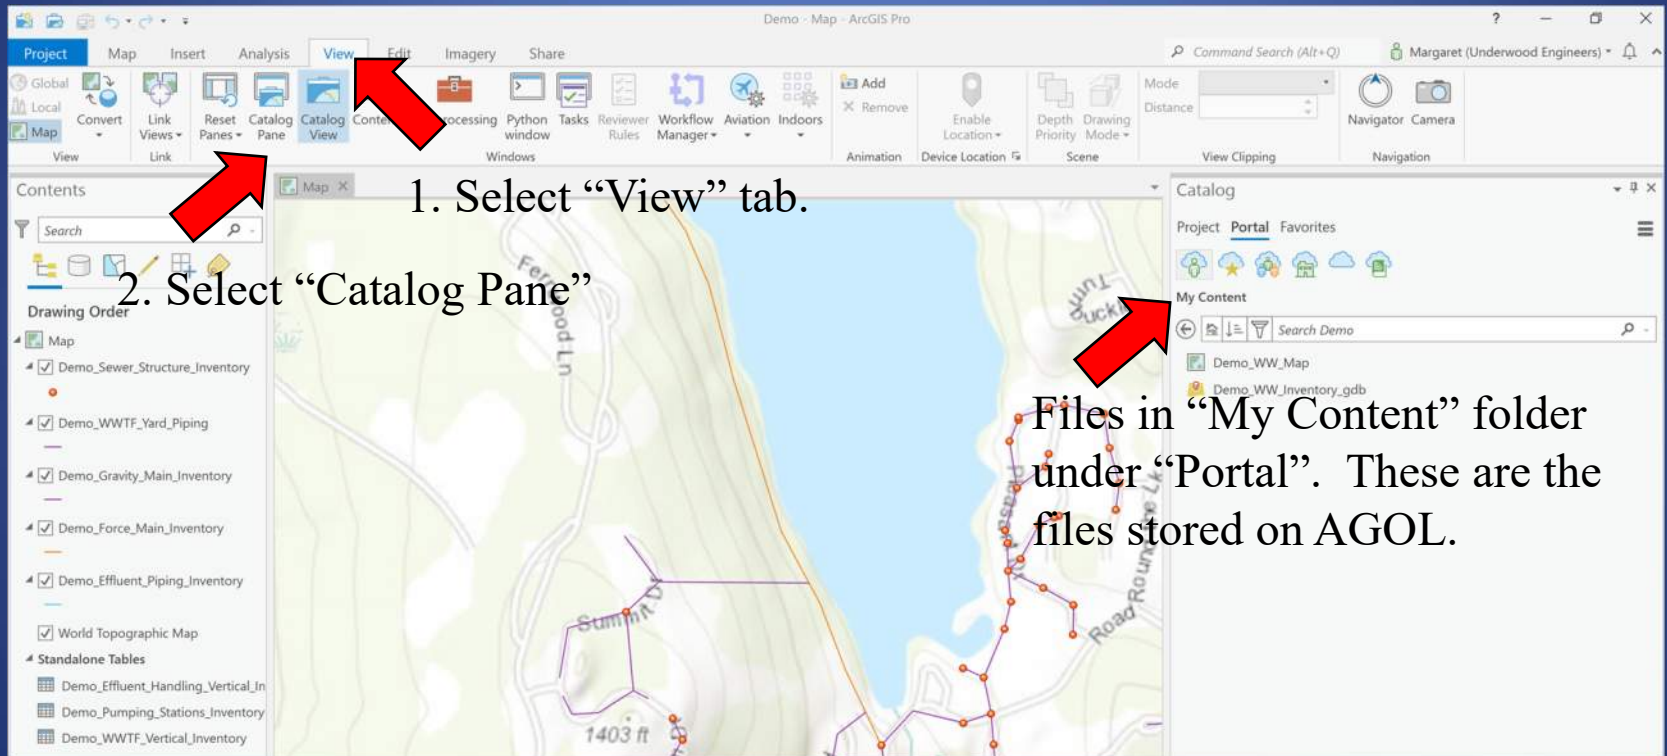 Demo - Map - ArcGIS Pro
?
Project Map Insert Analysis View Edit Imagery Share
Command Search (Alt+Q)
Margaret (Underwood Engineers)
Global
Local
Map
Convert
View
Link
Views
Link
Reset
Panes
Catalog
Pane
Catalog
View
Python
window
Tasks
Reviewer
Rules
Workflow
Manager
Aviation
Indoors
Windows
Add
Remove
Animation
Enable
Location
Device Location
Depth
Priority
Drawing
Mode
Scene
Mode
Distance
View Clipping
Navigator
Camera
Navigation
1. Select “View” tab.
2. Select “Catalog Pane”
Contents
Search
Drawing Order
Map
Demo_Sewer_Structure_Inventory
Demo_WWTF_Yard_Piping
Demo_Gravity_Main_Inventory
Demo_Force_Main_Inventory
Demo_Effluent_Piping_Inventory
World Topographic Map
Standalone Tables
Demo_Effluent_Handling_Vertical_In
Demo_Pumping_Stations_Inventory
Demo_WWTF_Vertical_Inventory
Map
Fernwood Ln
Summit Dr
1403 ft
Catalog
Project Portal Favorites
My Content
Search Demo
Demo_WW_Map
Demo_WW_Inventory_gdb
Files in “My Content” folder
under “Portal”. These are the
files stored on AGOL.